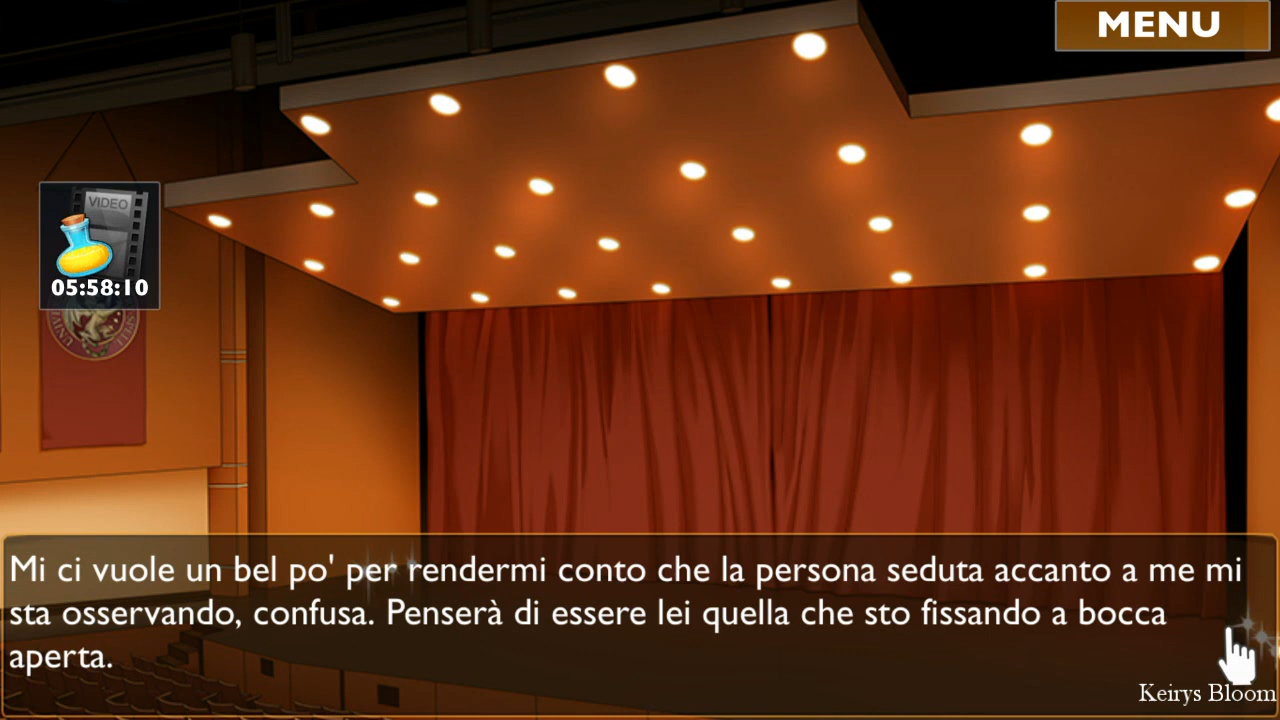 MENU
VIDEO
05:58:10
Mi ci vuole un bel po' per rendermi conto che la persona seduta accanto a me mi
sta osservando, confusa. Penserà di essere lei quella che sto fissando a bocca
aperta.
Keirys Bloom